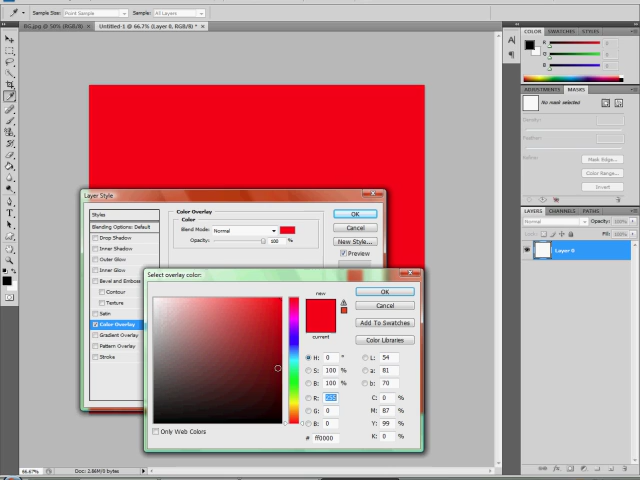 Sample Size: Point Sample Sample: All Layers
BG.jpg @ 50% (RGB/8) × Untitled-1 @ 66.7% (Layer 0, RGB/8) * ×
COLOR SWATCHES STYLES
R 0
G 0
B 0
ADJUSTMENTS MASKS
No mask selected
Density:
Feather:
Refine: Mask Edge...
Color Range...
Invert
LAYERS CHANNELS PATHS
Normal Opacity: 100%
Lock: Fill: 100%
Layer 0
Layer Style
Styles
Blending Options: Default
Drop Shadow
Inner Shadow
Outer Glow
Inner Glow
Bevel and Emboss
Contour
Texture
Satin
Color Overlay
Gradient Overlay
Pattern Overlay
Stroke
Color Overlay
Color
Blend Mode: Normal
Opacity: 100 %
OK
Cancel
New Style...
Preview
Select overlay color:
new
current
OK
Cancel
Add To Swatches
Color Libraries
H: 0 ° L: 54
S: 100 % a: 81
B: 100 % b: 70
R: 255 C: 0 %
G: 0 M: 87 %
B: 0 Y: 99 %
# ff0000 K: 0 %
Only Web Colors
66.67% Doc: 2.86M/0 bytes